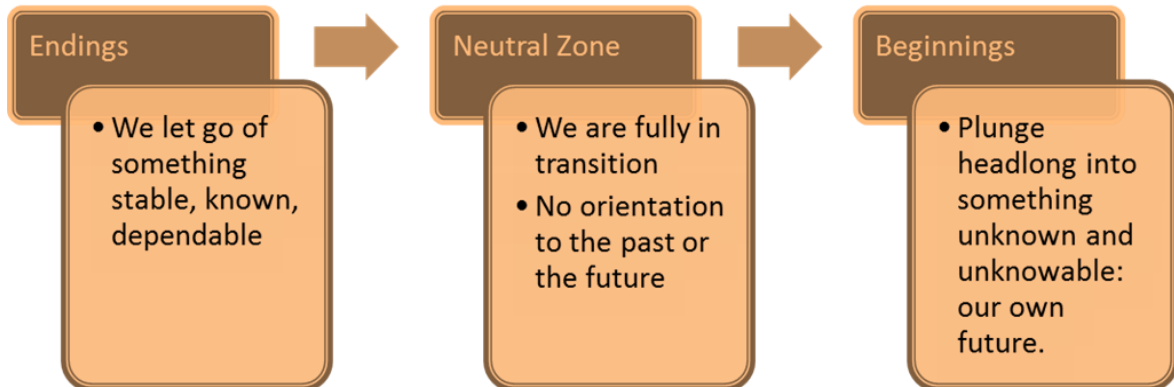 Endings
• We let go of
something
stable, known,
dependable
Neutral Zone
• We are fully in
transition
• No orientation
to the past or
the future
Beginnings
• Plunge
headlong into
something
unknown and
unknowable:
our own
future.